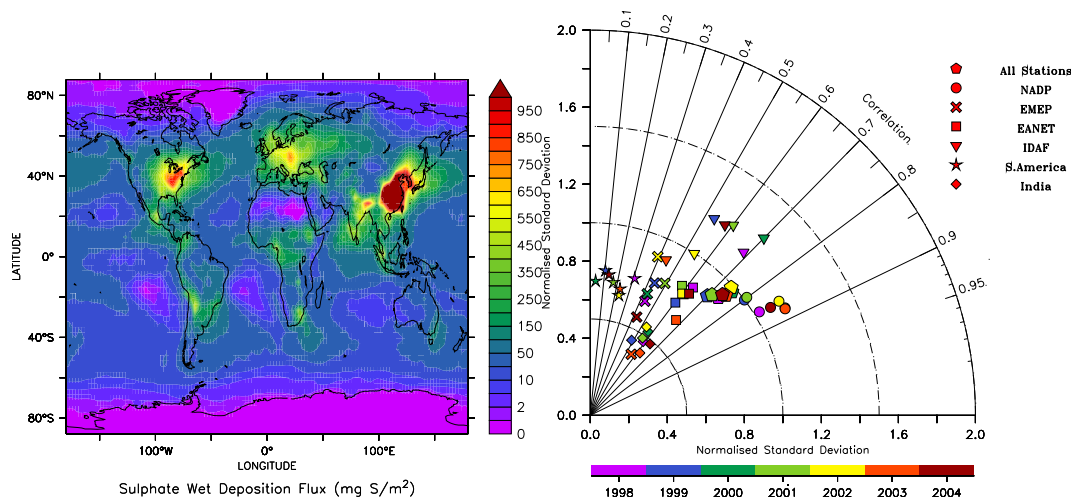 80°N
40°N
0°
40°S
80°S
LATITUDE
100°W
0°
100°E
LONGITUDE
Sulphate Wet Deposition Flux (mg S/m²)
950
850
750
650
550
450
350
250
150
50
10
2
0
Normalised Standard Deviation
2.0
1.6
1.2
0.8
0.4
0.0
0.0
0.4
0.8
1.2
1.6
2.0
Normalised Standard Deviation
0.1
0.2
0.3
0.4
0.5
0.6
0.7
0.8
0.9
0.95.
Correlation.
All Stations
NADP
EMEP
EANET
IDAF
S.America
India
1998
1999
2000
2001
2002
2003
2004